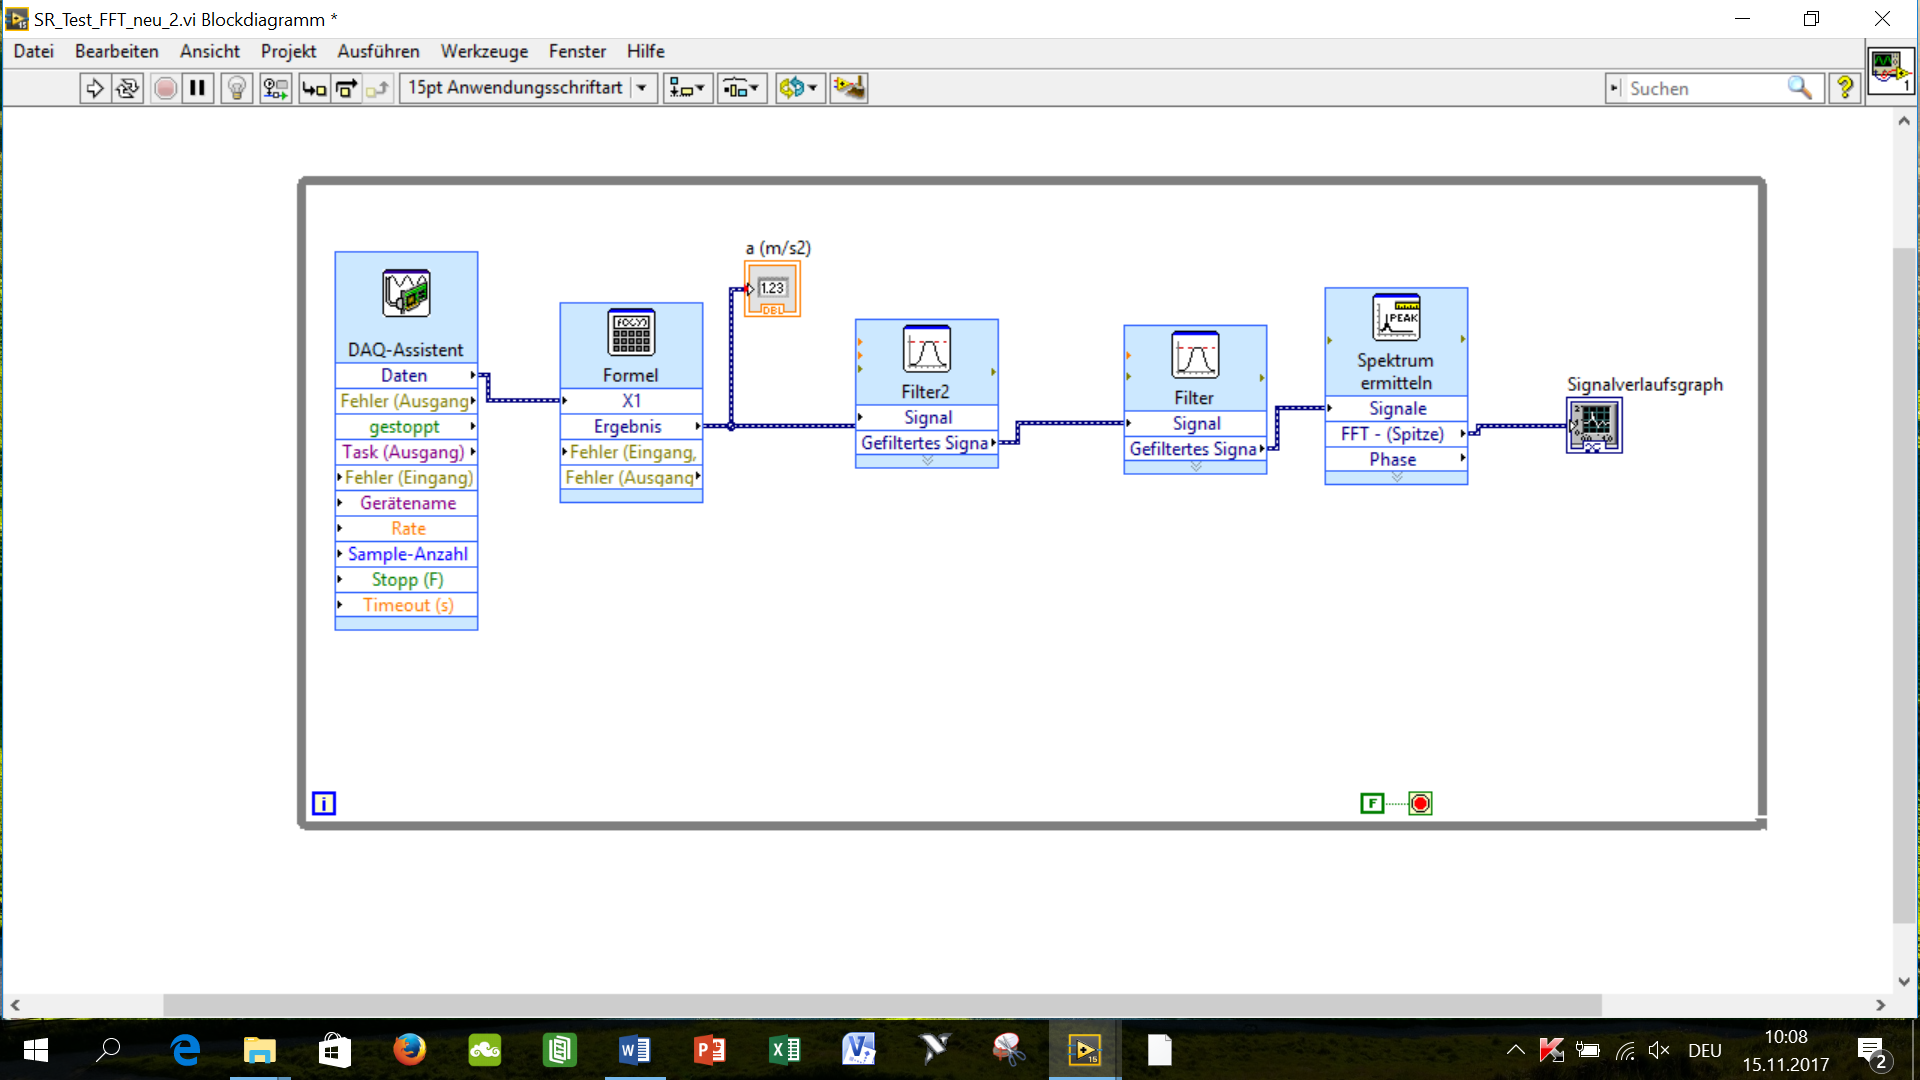 SR_Test_FFT_neu_2.vi Blockdiagramm *
Datei Bearbeiten Ansicht Projekt Ausführen Werkzeuge Fenster Hilfe
15pt Anwendungsschriftart
Suchen
?
1
a (m/s2)
1.23
DBL
DAQ-Assistent
Daten
Fehler (Ausgang
gestoppt
Task (Ausgang)
Fehler (Eingang)
Gerätename
Rate
Sample-Anzahl
Stopp (F)
Timeout (s)
Formel
X1
Ergebnis
Fehler (Eingang,
Fehler (Ausgang
Filter2
Signal
Gefiltertes Signa
Filter
Signal
Gefiltertes Signa
PEAK
Spektrum
ermitteln
Signale
FFT - (Spitze)
Phase
Signalverlaufsgraph
i
F
DEU
10:08
15.11.2017
2